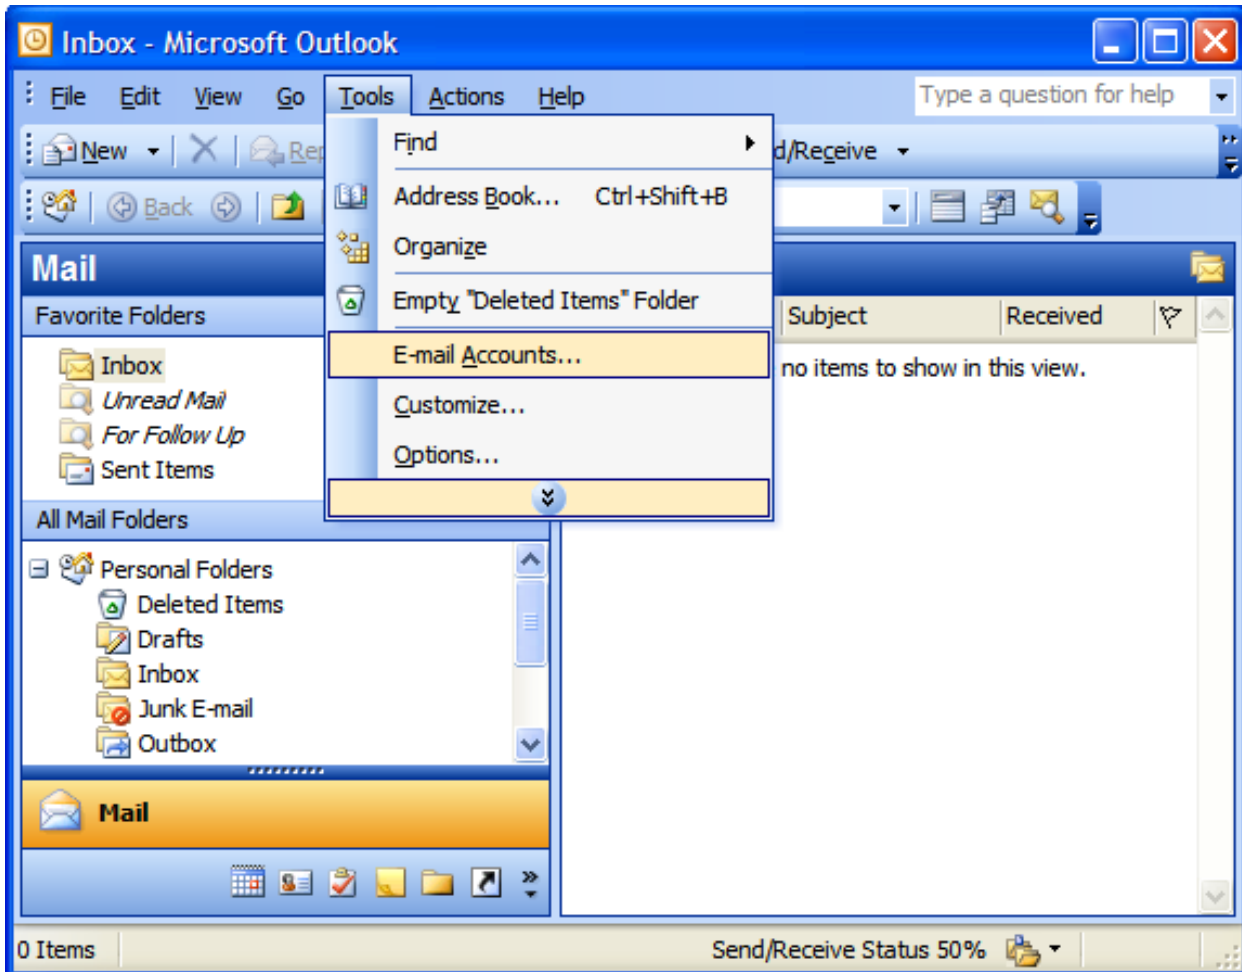 Inbox - Microsoft Outlook
File Edit View Go Tools Actions Help Type a question for help
New Rep d/Receive
Back
Find
Address Book... Ctrl+Shift+B
Organize
Empty "Deleted Items" Folder
E-mail Accounts...
Customize...
Options...
Mail
Favorite Folders
Inbox
Unread Mail
For Follow Up
Sent Items
All Mail Folders
Personal Folders
Deleted Items
Drafts
Inbox
Junk E-mail
Outbox
Mail
Subject Received
no items to show in this view.
0 Items Send/Receive Status 50%